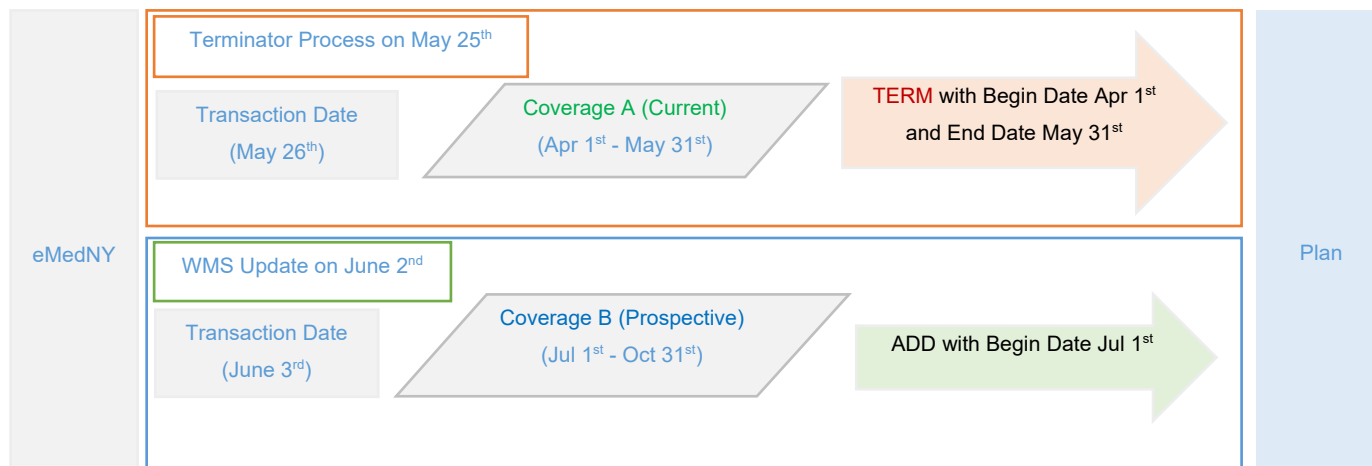 eMedNY
Terminator Process on May 25th
Transaction Date
(May 26th)
Coverage A (Current)
(Apr 1st - May 31st)
TERM with Begin Date Apr 1st
and End Date May 31st
WMS Update on June 2nd
Transaction Date
(June 3rd)
Coverage B (Prospective)
(Jul 1st - Oct 31st)
ADD with Begin Date Jul 1st
Plan